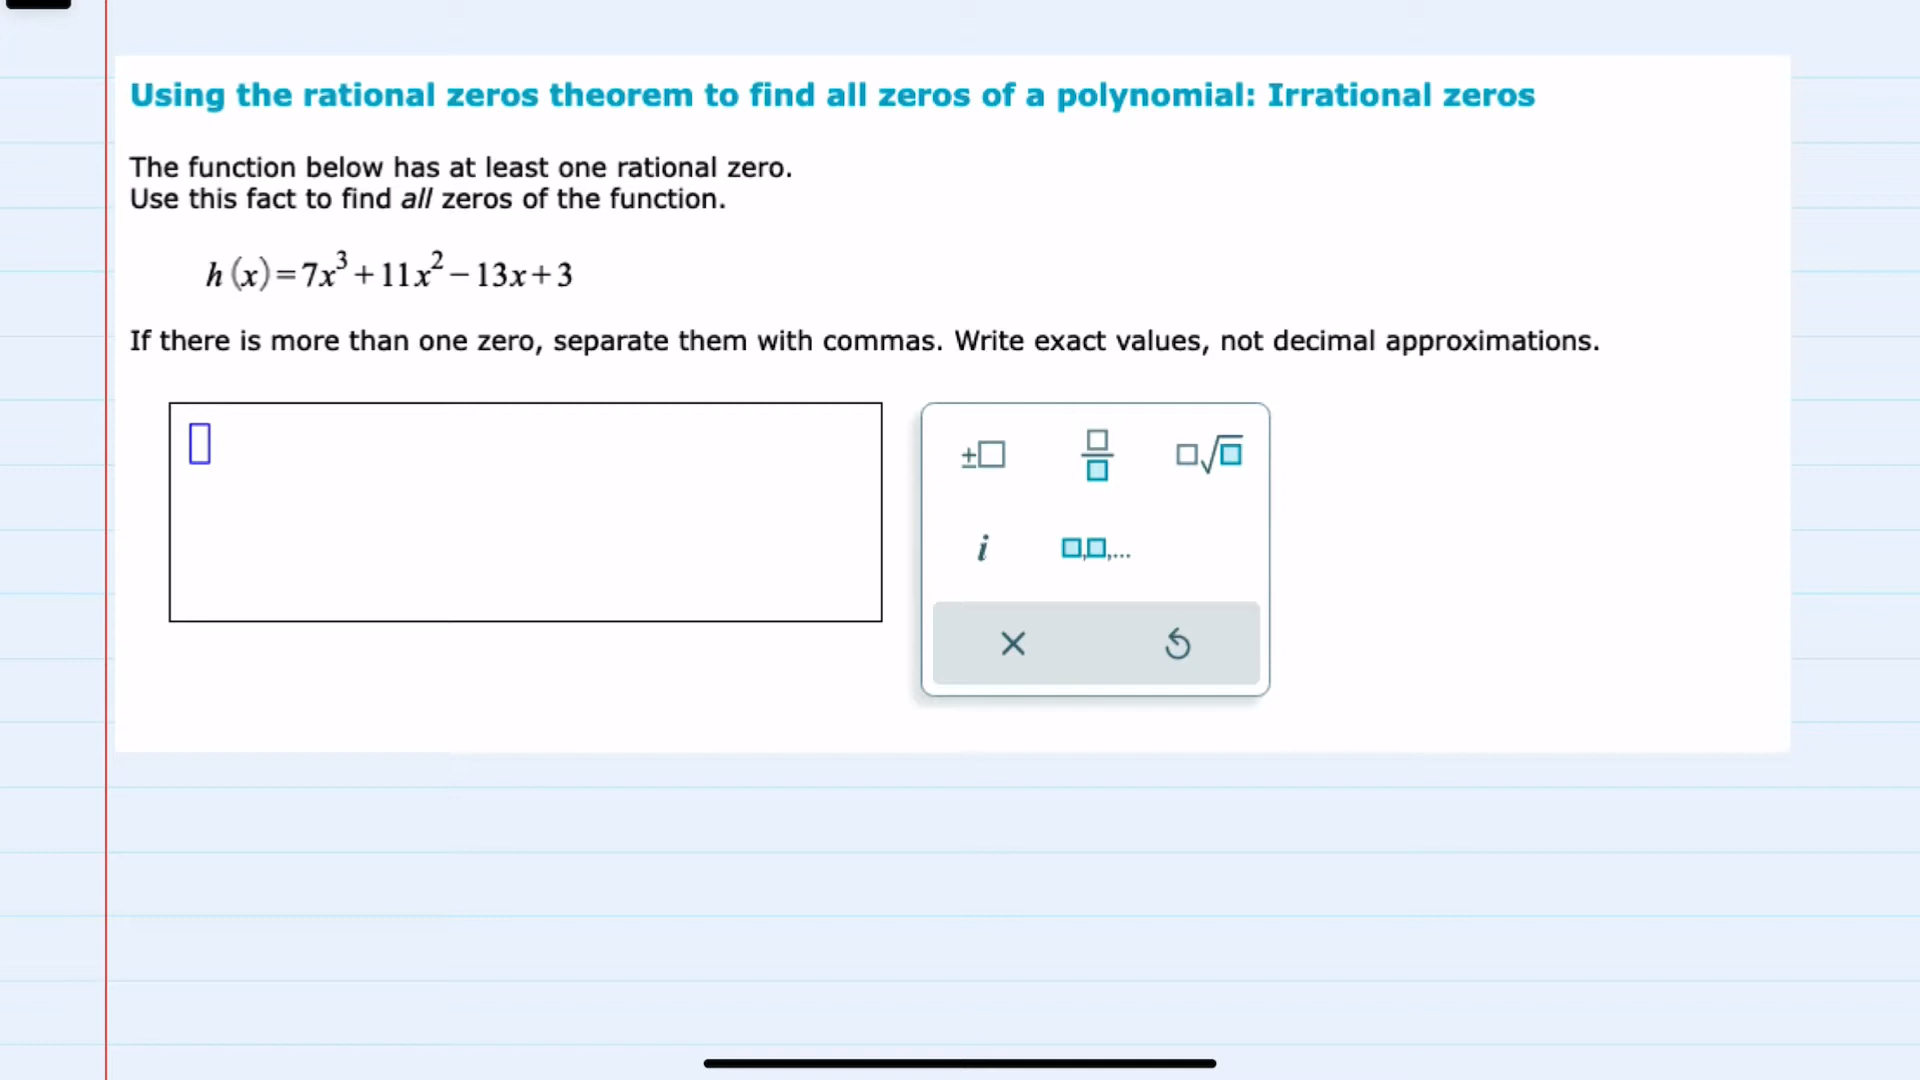 Using the rational zeros theorem to find all zeros of a polynomial: Irrational zeros
The function below has at least one rational zero.
Use this fact to find all zeros of the function.
h(x)=7x³+11x²−13x+3
If there is more than one zero, separate them with commas. Write exact values, not decimal approximations.
±□ □/□ □√□
i □,□,...
× ↺